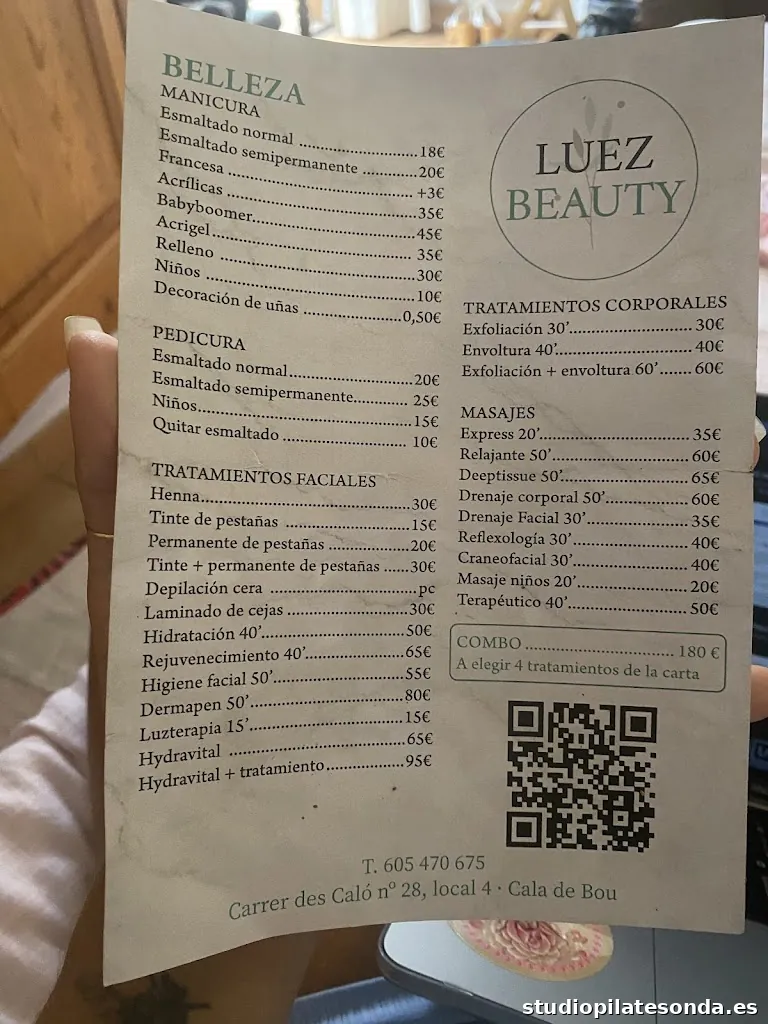 BELLEZA
MANICURA
Esmaltado normal ........................ 18€
Esmaltado semipermanente ........... 20€
Francesa ..................................... +3€
Acrílicas ...................................... 35€
Babyboomer................................. 45€
Acrigel......................................... 35€
Relleno ........................................ 30€
Niños ........................................... 10€
Decoración de uñas .....................0,50€
PEDICURA
Esmaltado normal.........................20€
Esmaltado semipermanente............ 25€
Niños...........................................15€
Quitar esmaltado .......................... 10€
TRATAMIENTOS FACIALES
Henna..........................................30€
Tinte de pestañas .........................15€
Permanente de pestañas ................20€
Tinte + permanente de pestañas .....30€
Depilación cera .............................pc
Laminado de cejas .........................30€
Hidratación 40’.............................50€
Rejuvenecimiento 40’....................65€
Higiene facial 50’..........................55€
Dermapen 50’...............................80€
Luzterapia 15’...............................15€
Hydravital ...................................65€
Hydravital + tratamiento................95€
LUEZ
BEAUTY
TRATAMIENTOS CORPORALES
Exfoliación 30’......................... 30€
Envoltura 40’........................... 40€
Exfoliación + envoltura 60’....... 60€
MASAJES
Express 20’.............................. 35€
Relajante 50’............................ 60€
Deeptissue 50’.......................... 65€
Drenaje corporal 50’................. 60€
Drenaje Facial 30’..................... 35€
Reflexología 30’........................ 40€
Craneofacial 30’........................ 40€
Masaje niños 20’....................... 20€
Terapéutico 40’......................... 50€
COMBO ................................ 180 €
A elegir 4 tratamientos de la carta
T. 605 470 675
Carrer des Caló nº 28, local 4 · Cala de Bou
studiopilatesonda.es